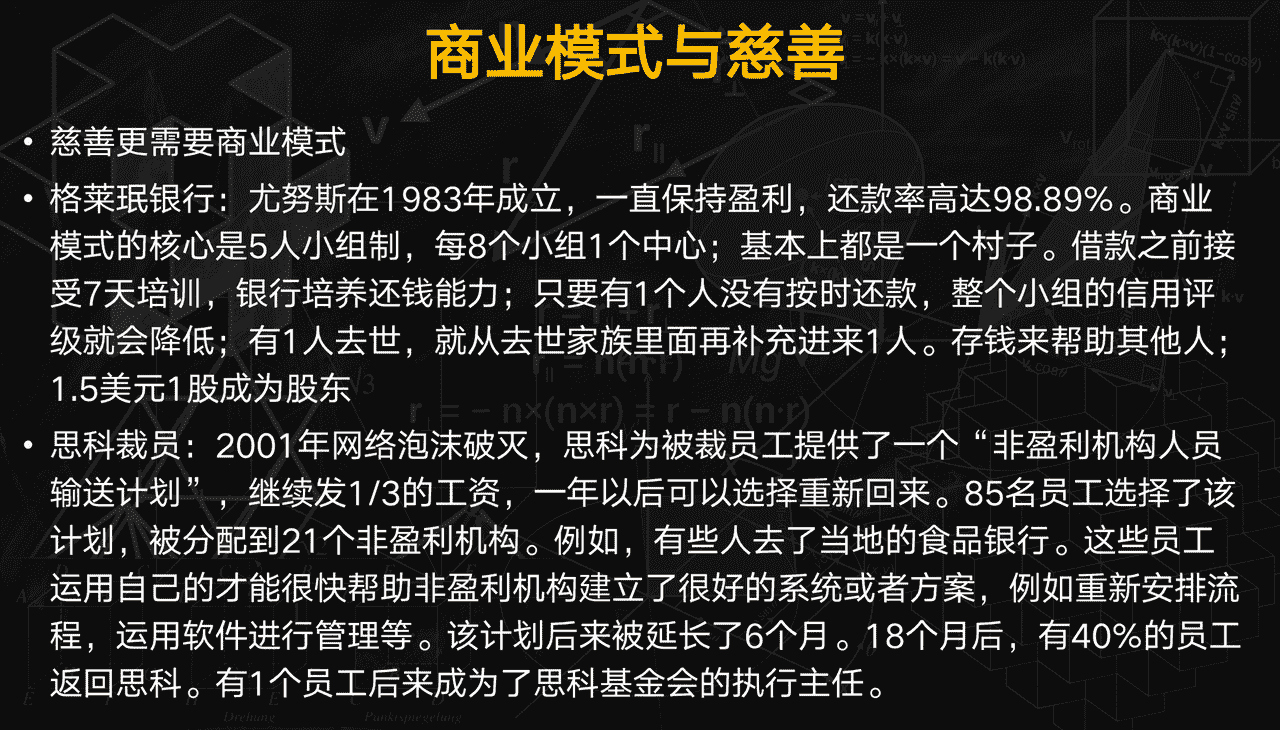 商业模式与慈善
• 慈善更需要商业模式
• 格莱珉银行：尤努斯在1983年成立，一直保持盈利，还款率高达98.89%。商业
模式的核心是5人小组制，每8个小组1个中心；基本上都是一个村子。借款之前接
受7天培训，银行培养还钱能力；只要有1个人没有按时还款，整个小组的信用评
级就会降低；有1人去世，就从去世家族里面再补充进来1人。存钱来帮助其他人；
1.5美元1股成为股东
• 思科裁员：2001年网络泡沫破灭，思科为被裁员工提供了一个“非盈利机构人员
输送计划”，继续发1/3的工资，一年以后可以选择重新回来。85名员工选择了该
计划，被分配到21个非盈利机构。例如，有些人去了当地的食品银行。这些员工
运用自己的才能很快帮助非盈利机构建立了很好的系统或者方案，例如重新安排流
程，运用软件进行管理等。该计划后来被延长了6个月。18个月后，有40%的员工
返回思科。有1个员工后来成为了思科基金会的执行主任。